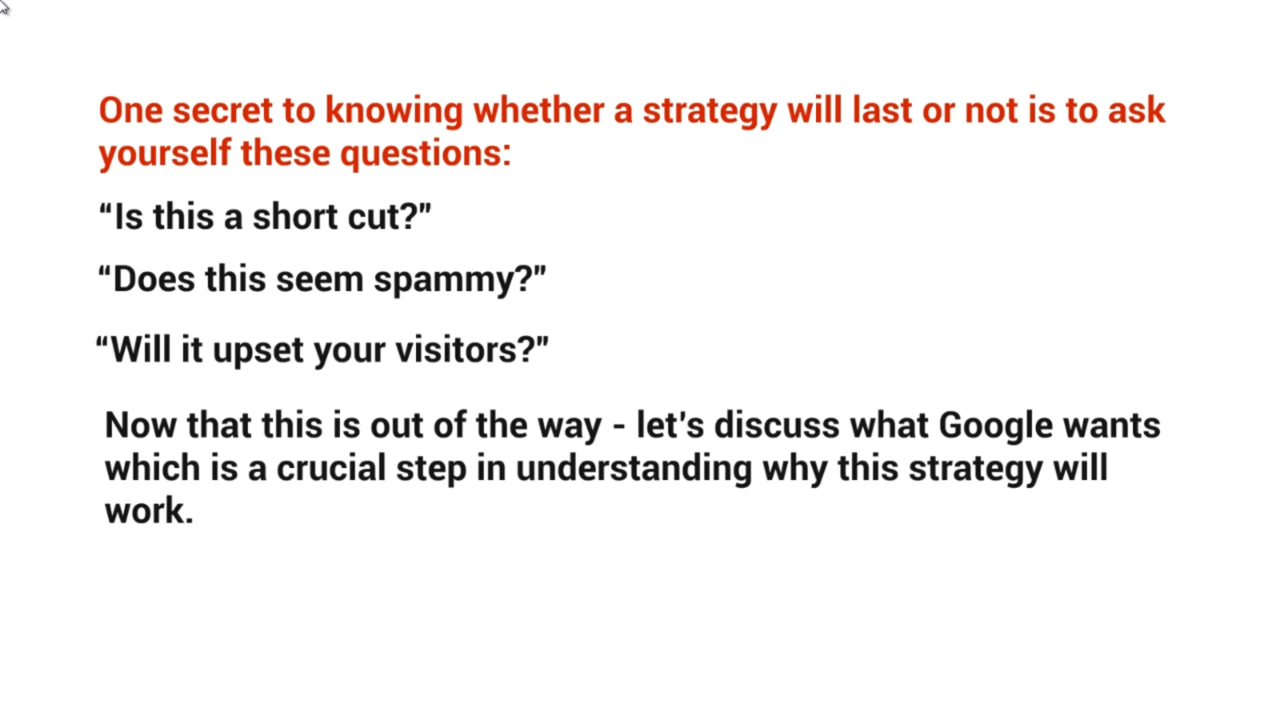 One secret to knowing whether a strategy will last or not is to ask
yourself these questions:
“Is this a short cut?”
“Does this seem spammy?”
“Will it upset your visitors?”
Now that this is out of the way - let's discuss what Google wants
which is a crucial step in understanding why this strategy will
work.